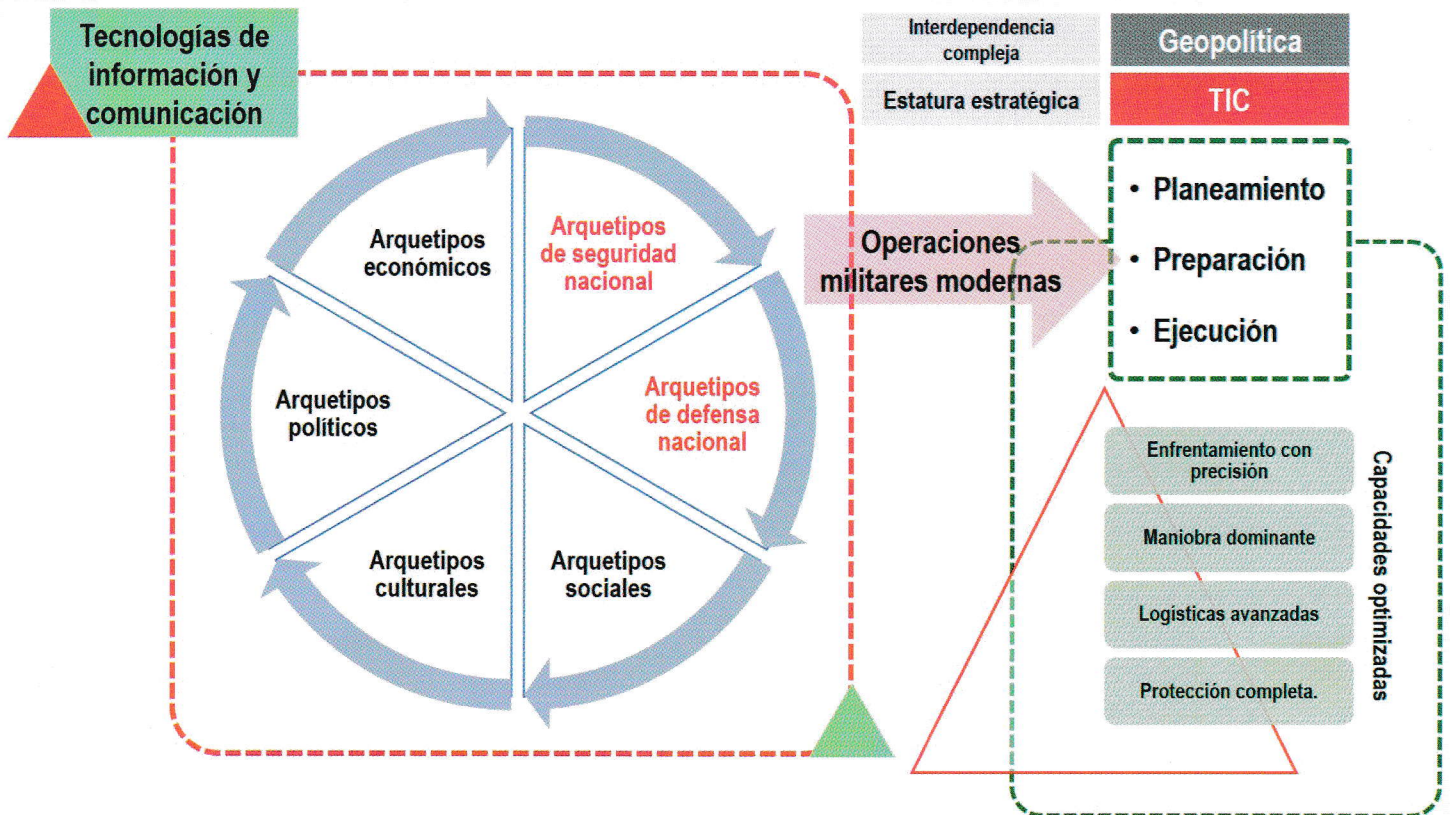 Tecnologías de
información y
comunicación
Interdependencia
compleja
Geopolítica
Estatura estratégica
TIC
Arquetipos
económicos
Arquetipos
de seguridad
nacional
Arquetipos
políticos
Arquetipos
de defensa
nacional
Arquetipos
culturales
Arquetipos
sociales
Operaciones
militares modernas
• Planeamiento
• Preparación
• Ejecución
Enfrentamiento con
precisión
Maniobra dominante
Logísticas avanzadas
Protección completa.
Capacidades optimizadas